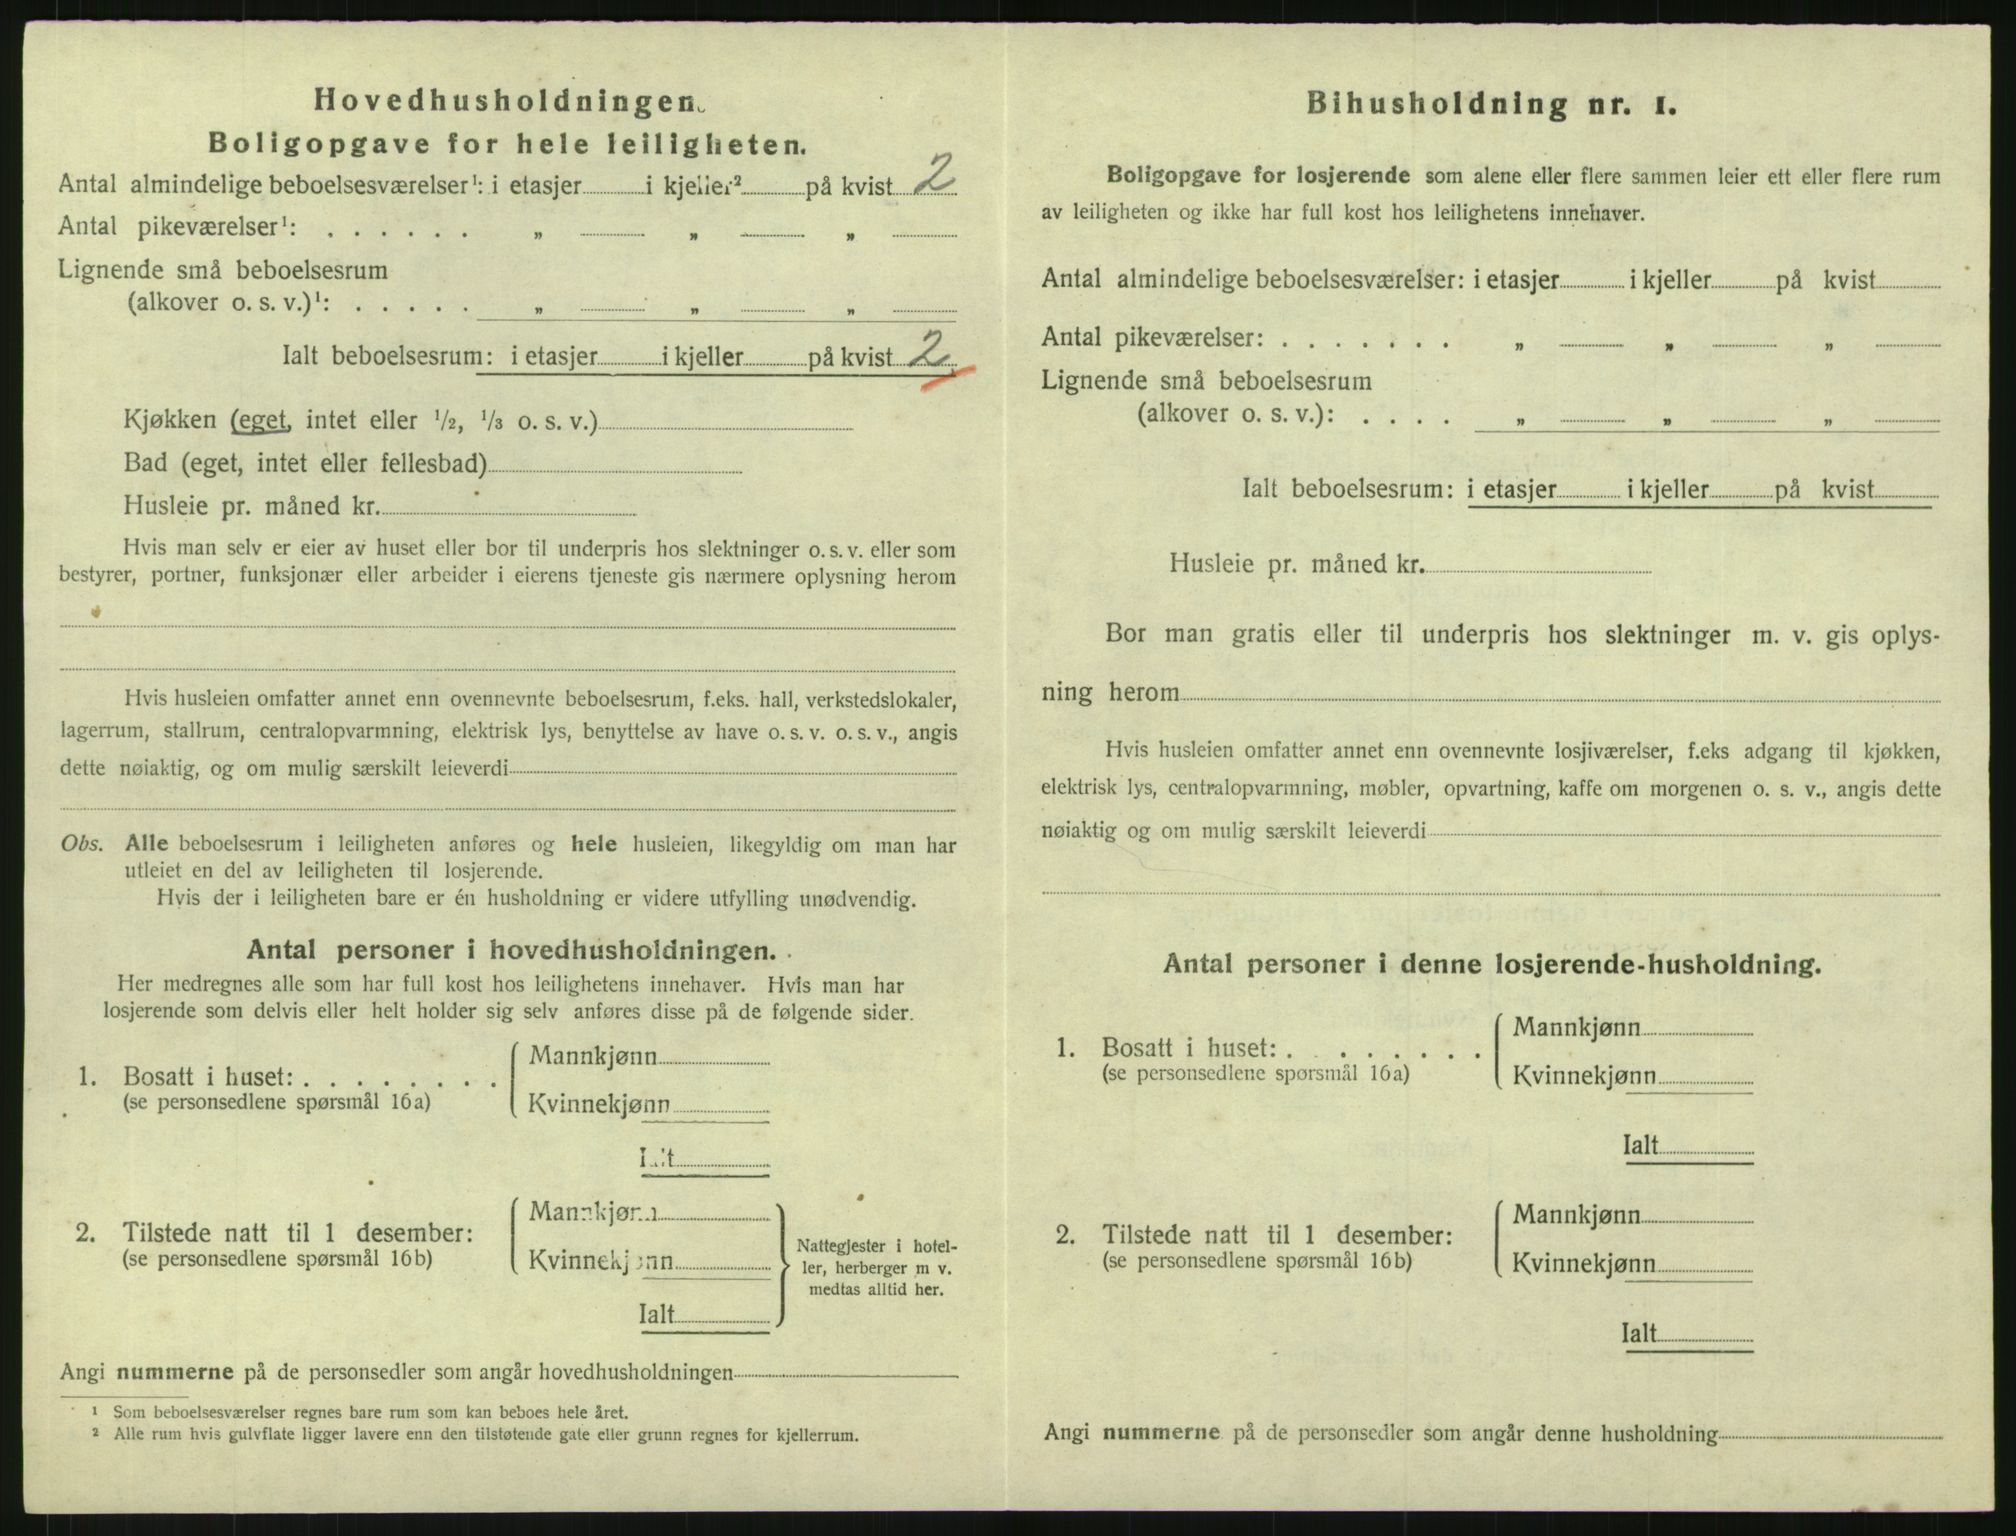 Hovedhusholdningen.
Boligopgave for hele leiligheten.
Antal almindelige beboelsesværelser¹: i etasjer i kjeller² på kvist 2
Antal pikeværelser¹: . . . . . . „ „ „
Lignende små beboelsesrum
(alkover o. s. v.)¹: . . . . . „ „ „
Ialt beboelsesrum: i etasjer i kjeller på kvist 2
Kjøkken (eget, intet eller 1/2, 1/3 o. s. v.)
Bad (eget, intet eller fellesbad)
Husleie pr. måned kr.
Hvis man selv er eier av huset eller bor til underpris hos slektninger o. s. v. eller som
bestyrer, portner, funksjonær eller arbeider i eierens tjeneste gis nærmere oplysning herom
Hvis husleien omfatter annet enn ovennevnte beboelsesrum, f.eks. hall, verkstedslokaler,
lagerrum, stallrum, centralopvarmning, elektrisk lys, benyttelse av have o. s. v. o. s. v., angis
dette nøiaktig, og om mulig særskilt leieverdi
Obs. Alle beboelsesrum i leiligheten anføres og hele husleien, likegyldig om man har
utleiet en del av leiligheten til losjerende.
Hvis der i leiligheten bare er én husholdning er videre utfylling unødvendig.
Antal personer i hovedhusholdningen.
Her medregnes alle som har full kost hos leilighetens innehaver. Hvis man har
losjerende som delvis eller helt holder sig selv anføres disse på de følgende sider.
Mannkjønn
1. Bosatt i huset: . . . . . . . .
(se personsedlene spørsmål 16a)
Kvinnekjønn
Ialt
Mannkjønn
2. Tilstede natt til 1 desember:
(se personsedlene spørsmål 16b)
Kvinnekjønn
Ialt
Nattegjester i hotel-
ler, herberger m v.
medtas alltid her.
Angi nummerne på de personsedler som angår hovedhusholdningen
¹ Som beboelsesværelser regnes bare rum som kan beboes hele året.
² Alle rum hvis gulvflate ligger lavere enn den tilstøtende gate eller grunn regnes for kjellerrum.
Bihusholdning nr. 1.
Boligopgave for losjerende som alene eller flere sammen leier ett eller flere rum
av leiligheten og ikke har full kost hos leilighetens innehaver.
Antal almindelige beboelsesværelser: i etasjer i kjeller på kvist
Antal pikeværelser: . . . . . . . „ „ „
Lignende små beboelsesrum
(alkover o. s. v.): . . . . „ „ „
Ialt beboelsesrum: i etasjer i kjeller på kvist
Husleie pr. måned kr.
Bor man gratis eller til underpris hos slektninger m. v. gis oplys-
ning herom
Hvis husleien omfatter annet enn ovennevnte losjiværelser, f.eks adgang til kjøkken,
elektrisk lys, centralopvarmning, møbler, opvartning, kaffe om morgenen o. s. v., angis dette
nøiaktig og om mulig særskilt leieverdi
Antal personer i denne losjerende-husholdning.
Mannkjønn
1. Bosatt i huset: . . . . . . . .
(se personsedlene spørsmål 16a)
Kvinnekjønn
Ialt
Mannkjønn
2. Tilstede natt til 1 desember:
(se personsedlene spørsmål 16b)
Kvinnekjønn
Ialt
Angi nummerne på de personsedler som angår denne husholdning